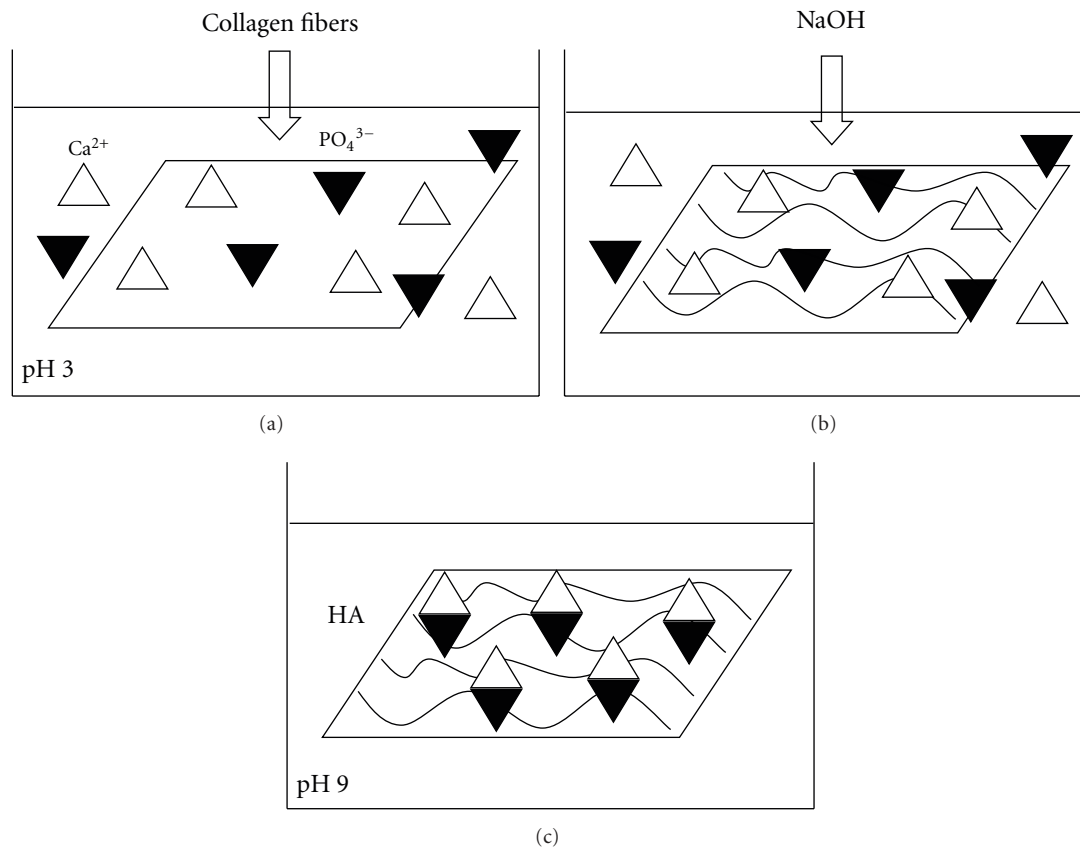 Collagen fibers
Ca²⁺
PO₄³⁻
pH 3
(a)
NaOH
(b)
HA
pH 9
(c)